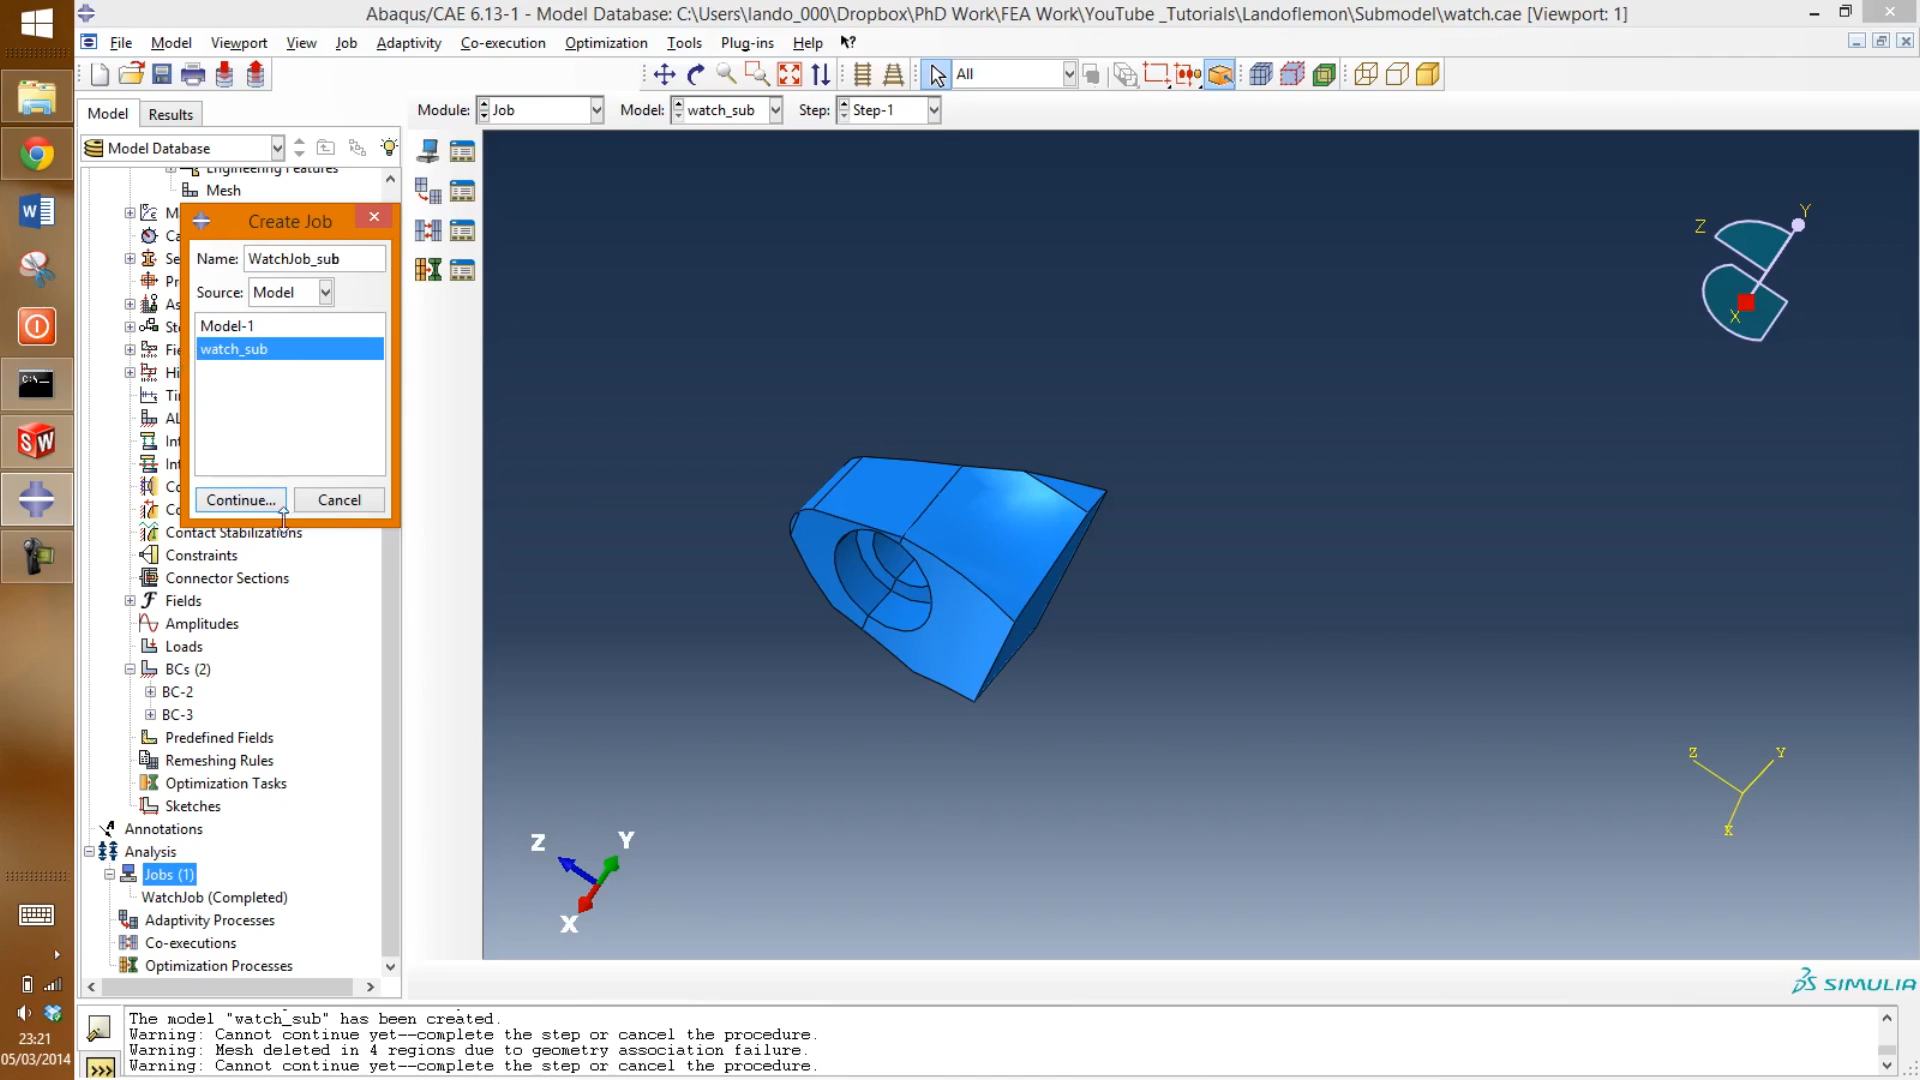 Abaqus/CAE 6.13-1 - Model Database: C:\Users\lando_000\Dropbox\PhD Work\FEA Work\YouTube _Tutorials\Landoflemon\Submodel\watch.cae [Viewport: 1]
File Model Viewport View Job Adaptivity Co-execution Optimization Tools Plug-ins Help
All
Model Results
Module: Job Model: watch_sub Step: Step-1
Model Database
Engineering Features
Mesh
Create Job
Name: WatchJob_sub
Source: Model
Model-1
watch_sub
Continue... Cancel
Contact Stabilizations
Constraints
Connector Sections
Fields
Amplitudes
Loads
BCs (2)
BC-2
BC-3
Predefined Fields
Remeshing Rules
Optimization Tasks
Sketches
Annotations
Analysis
Jobs (1)
WatchJob (Completed)
Adaptivity Processes
Co-executions
Optimization Processes
Y
Z
X
Z Y
X
Z Y
X
SIMULIA
The model "watch_sub" has been created.
Warning: Cannot continue yet--complete the step or cancel the procedure.
Warning: Mesh deleted in 4 regions due to geometry association failure.
Warning: Cannot continue yet--complete the step or cancel the procedure.
23:21
05/03/2014